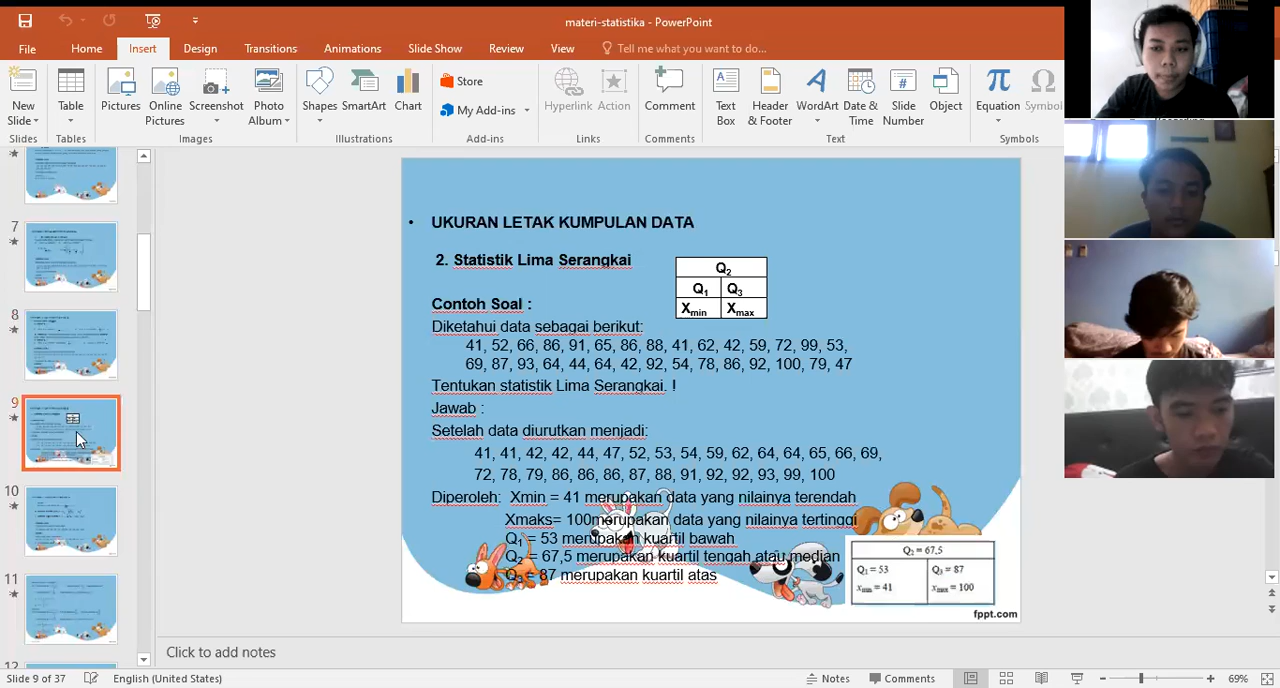 materi-statistika - PowerPoint
File Home Insert Design Transitions Animations Slide Show Review View Tell me what you want to do...
New Slide
Table
Pictures
Online Pictures
Screenshot
Photo Album
Shapes
SmartArt
Chart
Store
My Add-ins
Hyperlink
Action
Comment
Text Box
Header & Footer
WordArt
Date & Time
Slide Number
Object
Equation
Symbol
Slides Tables Images Illustrations Add-ins Links Comments Text Symbols
7
8
9
10
11
12
• UKURAN LETAK KUMPULAN DATA
2. Statistik Lima Serangkai
Q2
Q1 Q3
Xmin Xmax
Contoh Soal :
Diketahui data sebagai berikut:
41, 52, 66, 86, 91, 65, 86, 88, 41, 62, 42, 59, 72, 99, 53,
69, 87, 93, 64, 44, 64, 42, 92, 54, 78, 86, 92, 100, 79, 47
Tentukan statistik Lima Serangkai. !
Jawab :
Setelah data diurutkan menjadi:
41, 41, 42, 42, 44, 47, 52, 53, 54, 59, 62, 64, 64, 65, 66, 69,
72, 78, 79, 86, 86, 86, 87, 88, 91, 92, 92, 93, 99, 100
Diperoleh: Xmin = 41 merupakan data yang nilainya terendah
Xmaks= 100merupakan data yang nilainya tertinggi
Q1 = 53 merupakan kuartil bawah
Q2 = 67,5 merupakan kuartil tengah atau median
Q3 = 87 merupakan kuartil atas
Q2 = 67,5
Q1 = 53 Q3 = 87
xmin = 41 xmax = 100
fppt.com
Click to add notes
Slide 9 of 37 English (United States) Notes Comments 69%